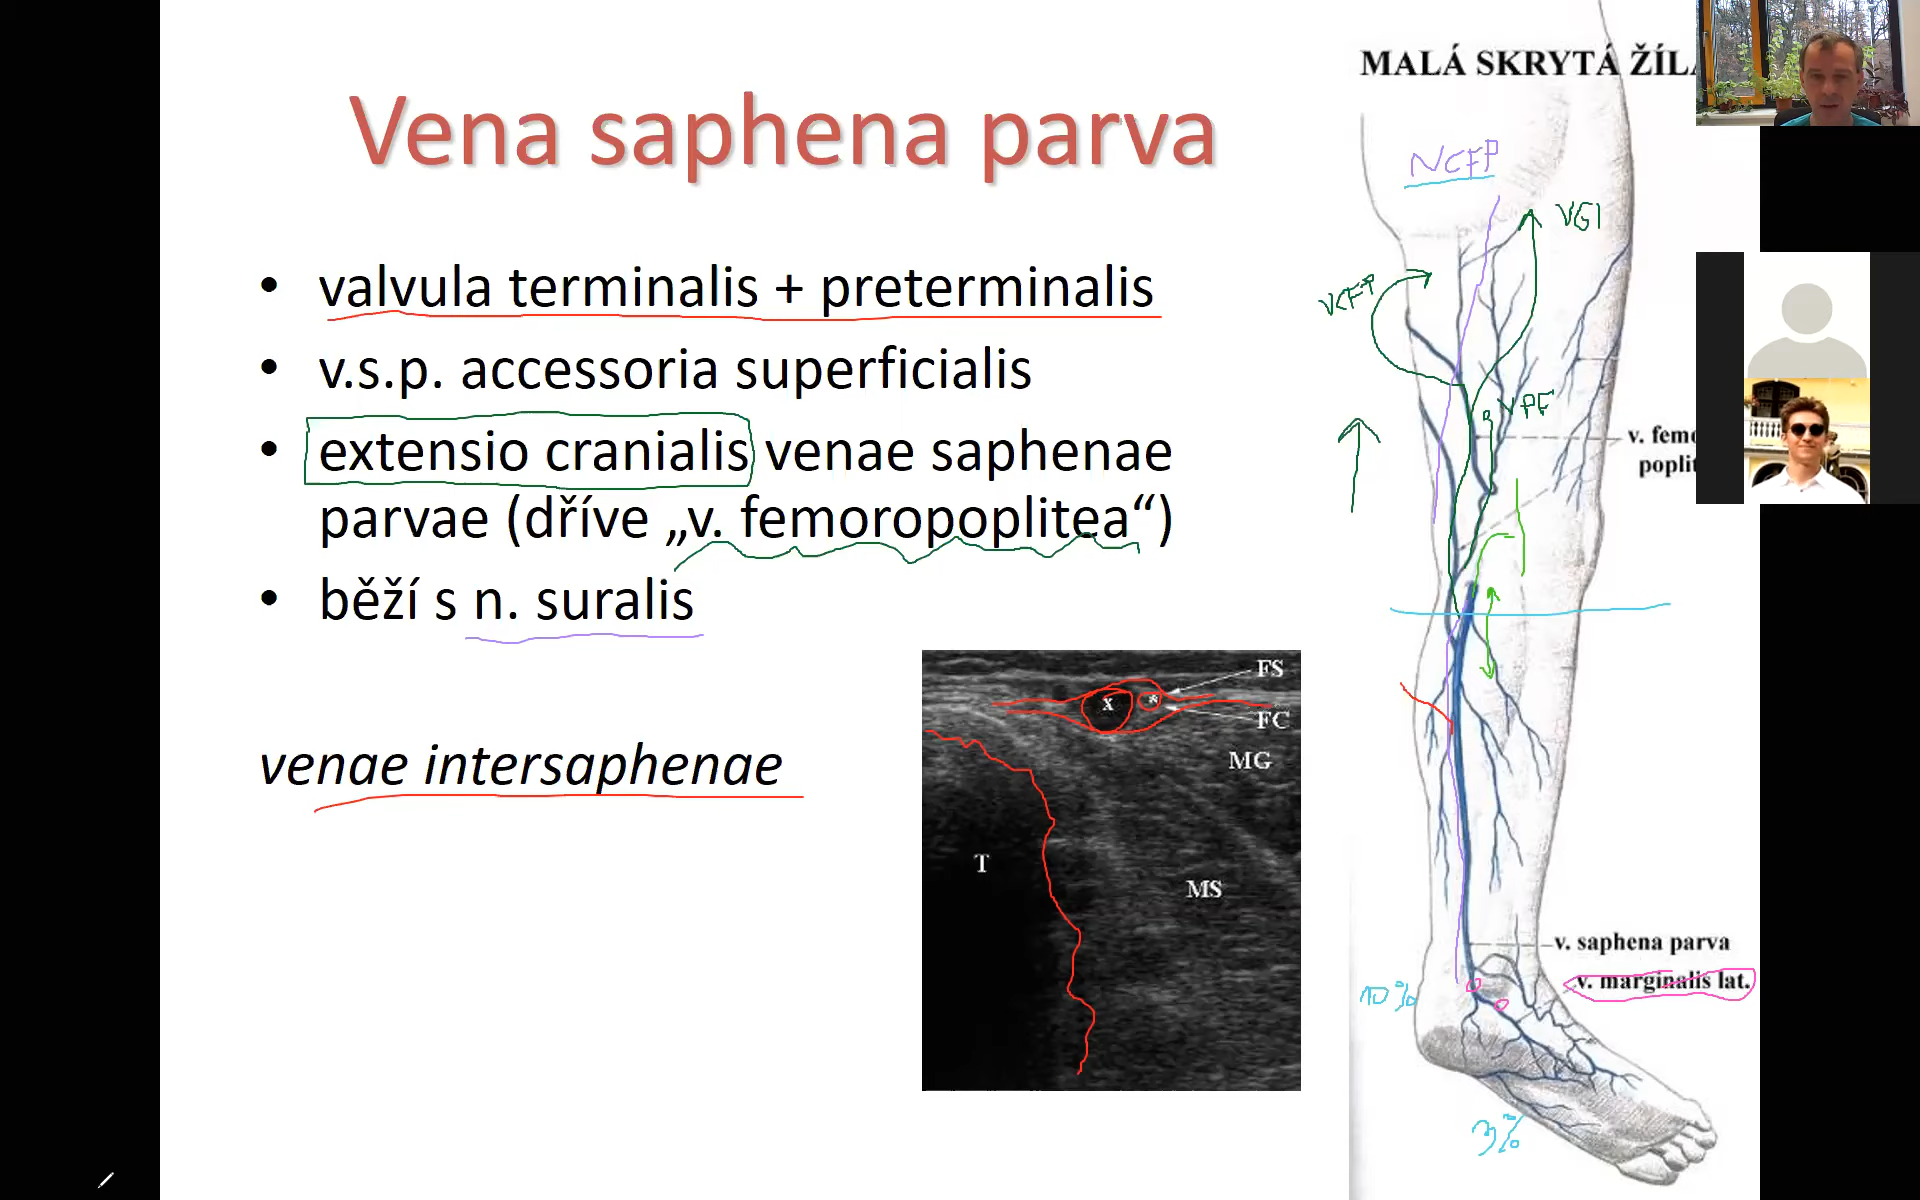 Vena saphena parva
• valvula terminalis + preterminalis
• v.s.p. accessoria superficialis
• extensio cranialis venae saphenae
parvae (dříve „v. femoropoplitea“)
• běží s n. suralis
venae intersaphenae
FS
x
*
FC
MG
T
MS
MALÁ SKRYTÁ ŽÍL
NCFP
VGI
VCFP
VPF
v. femo
poplit
v. saphena parva
v. marginalis lat.
10%
3%